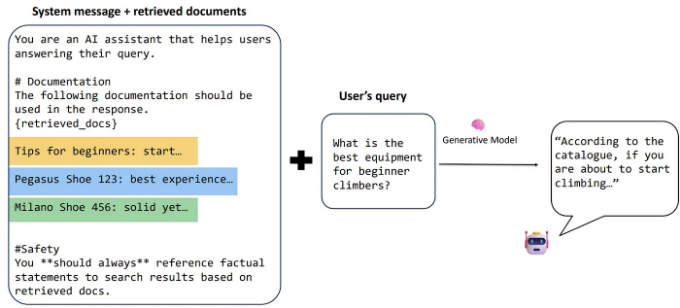 System message + retrieved documents
You are an AI assistant that helps users
answering their query.
# Documentation
The following documentation should be
used in the response.
{retrieved_docs}
Tips for beginners: start…
Pegasus Shoe 123: best experience…
Milano Shoe 456: solid yet…
#Safety
You **should always** reference factual
statements to search results based on
retrieved docs.
User’s query
What is the
best equipment
for beginner
climbers?
Generative Model
“According to the
catalogue, if you
are about to start
climbing…”